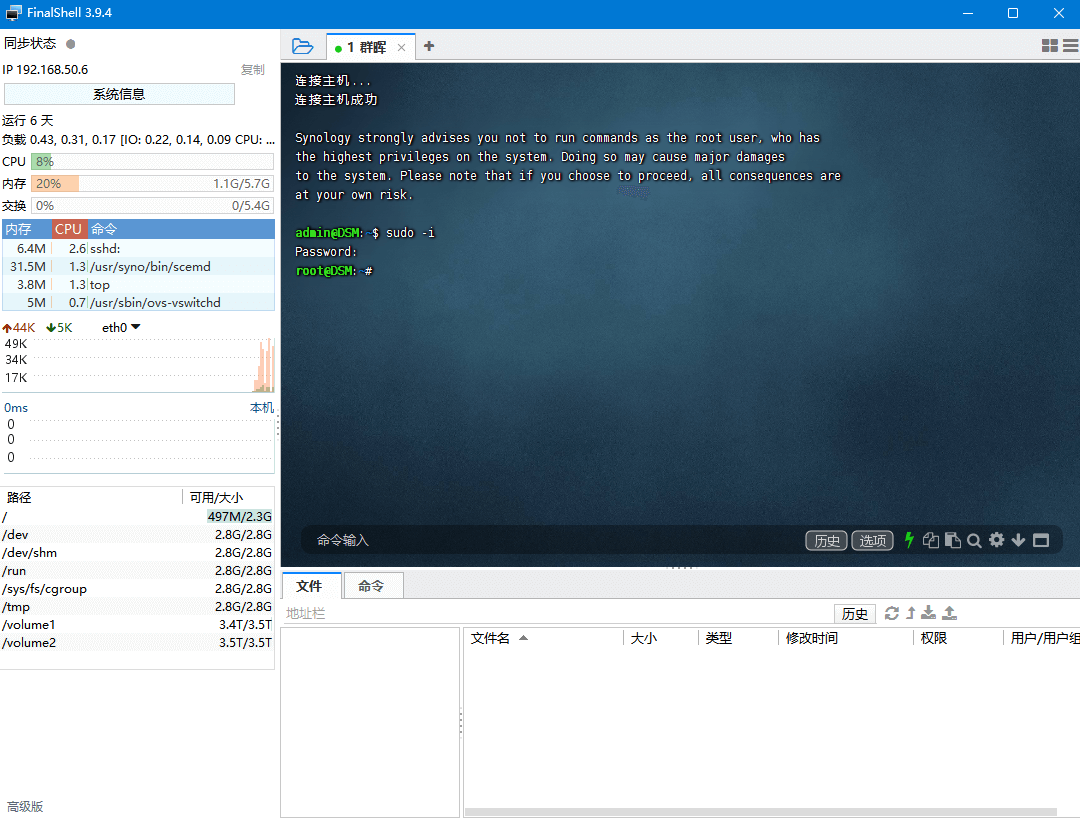 FinalShell 3.9.4
同步状态
IP 192.168.50.6 复制
系统信息
运行 6 天
负载 0.43, 0.31, 0.17 [IO: 0.22, 0.14, 0.09 CPU: ...
CPU 8%
内存 20% 1.1G/5.7G
交换 0% 0/5.4G
内存 CPU 命令
6.4M 2.6 sshd:
31.5M 1.3 /usr/syno/bin/scemd
3.8M 1.3 top
5M 0.7 /usr/sbin/ovs-vswitchd
44K 5K eth0
49K
34K
17K
0ms 本机
0
0
0
路径 可用/大小
/ 497M/2.3G
/dev 2.8G/2.8G
/dev/shm 2.8G/2.8G
/run 2.8G/2.8G
/sys/fs/cgroup 2.8G/2.8G
/tmp 2.8G/2.8G
/volume1 3.4T/3.5T
/volume2 3.5T/3.5T
高级版
1 群晖
连接主机...
连接主机成功
Synology strongly advises you not to run commands as the root user, who has
the highest privileges on the system. Doing so may cause major damages
to the system. Please note that if you choose to proceed, all consequences are
at your own risk.
admin@DSM:~$ sudo -i
Password:
root@DSM:~#
命令输入 历史 选项
文件 命令
地址栏 历史
文件名 大小 类型 修改时间 权限 用户/用户组